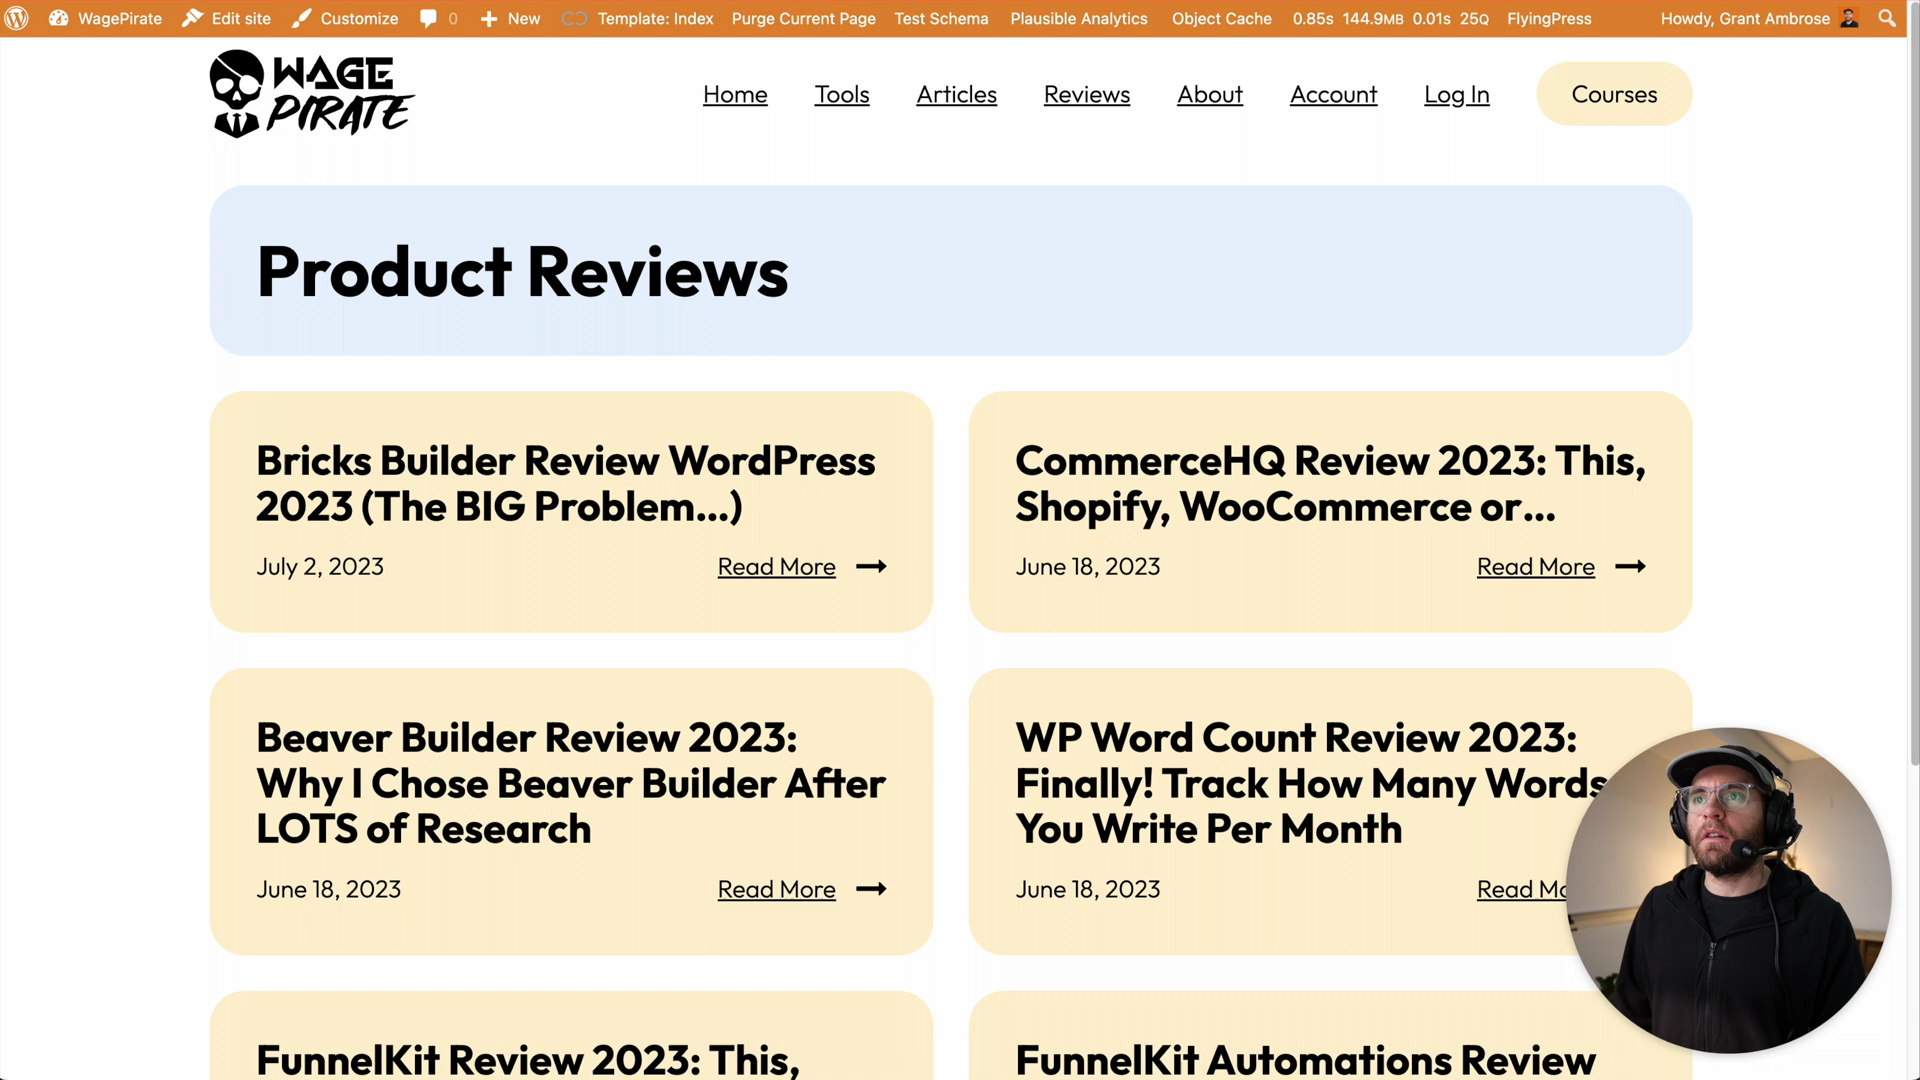 WagePirate Edit site Customize 0 New Template: Index Purge Current Page Test Schema Plausible Analytics Object Cache 0.85s 144.9MB 0.01s 25Q FlyingPress Howdy, Grant Ambrose
WAGE
PIRATE
Home Tools Articles Reviews About Account Log In Courses
Product Reviews
Bricks Builder Review WordPress
2023 (The BIG Problem...)
July 2, 2023 Read More
CommerceHQ Review 2023: This,
Shopify, WooCommerce or...
June 18, 2023 Read More
Beaver Builder Review 2023:
Why I Chose Beaver Builder After
LOTS of Research
June 18, 2023 Read More
WP Word Count Review 2023:
Finally! Track How Many Words
You Write Per Month
June 18, 2023 Read
FunnelKit Review 2023: This,
FunnelKit Automations Review